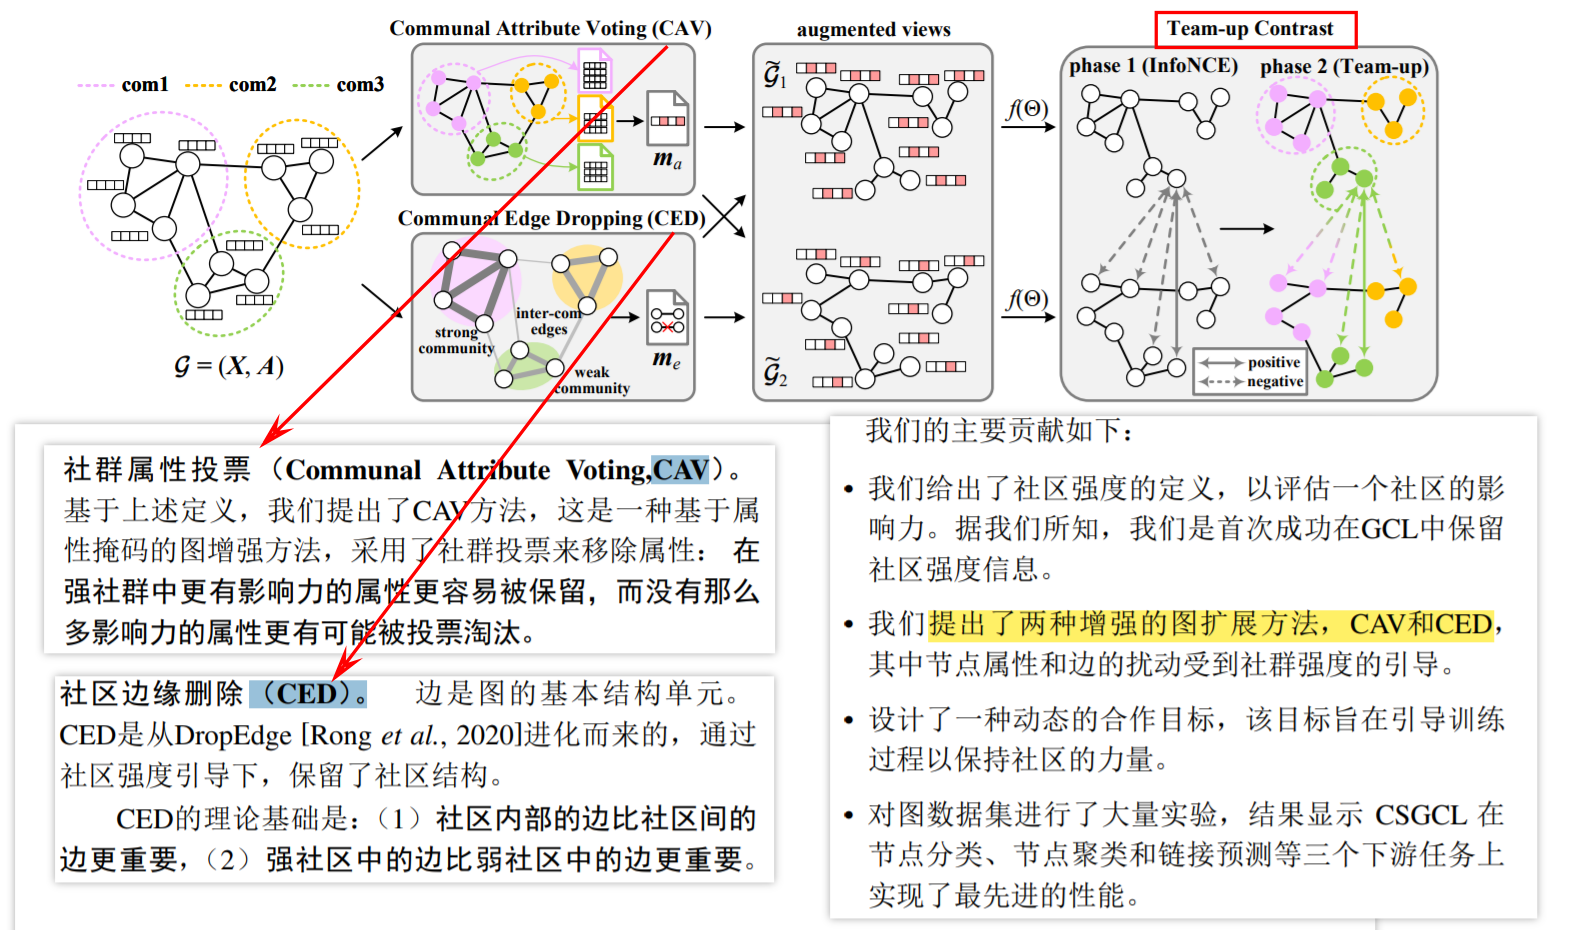 Communal Attribute Voting (CAV)
augmented views
Team-up Contrast
com1
com2
com3
m_a
G̃_1
f(Θ)
phase 1 (InfoNCE)
phase 2 (Team-up)
Communal Edge Dropping (CED)
strong
community
inter-com
edges
weak
community
m_e
G̃_2
f(Θ)
positive
negative
G = (X, A)
社群属性投票（Communal Attribute Voting,CAV）。
基于上述定义，我们提出了CAV方法，这是一种基于属
性掩码的图增强方法，采用了社群投票来移除属性： 在
强社群中更有影响力的属性更容易被保留，而没有那么
多影响力的属性更有可能被投票淘汰。
社区边缘删除（CED）。 边是图的基本结构单元。
CED是从DropEdge [Rong et al., 2020]进化而来的，通过
社区强度引导下，保留了社区结构。
CED的理论基础是：（1）社区内部的边比社区间的
边更重要，（2）强社区中的边比弱社区中的边更重要。
我们的主要贡献如下：
• 我们给出了社区强度的定义，以评估一个社区的影
响力。据我们所知，我们是首次成功在GCL中保留
社区强度信息。
• 我们提出了两种增强的图扩展方法，CAV和CED，
其中节点属性和边的扰动受到社群强度的引导。
• 设计了一种动态的合作目标，该目标旨在引导训练
过程以保持社区的力量。
• 对图数据集进行了大量实验，结果显示 CSGCL 在
节点分类、节点聚类和链接预测等三个下游任务上
实现了最先进的性能。